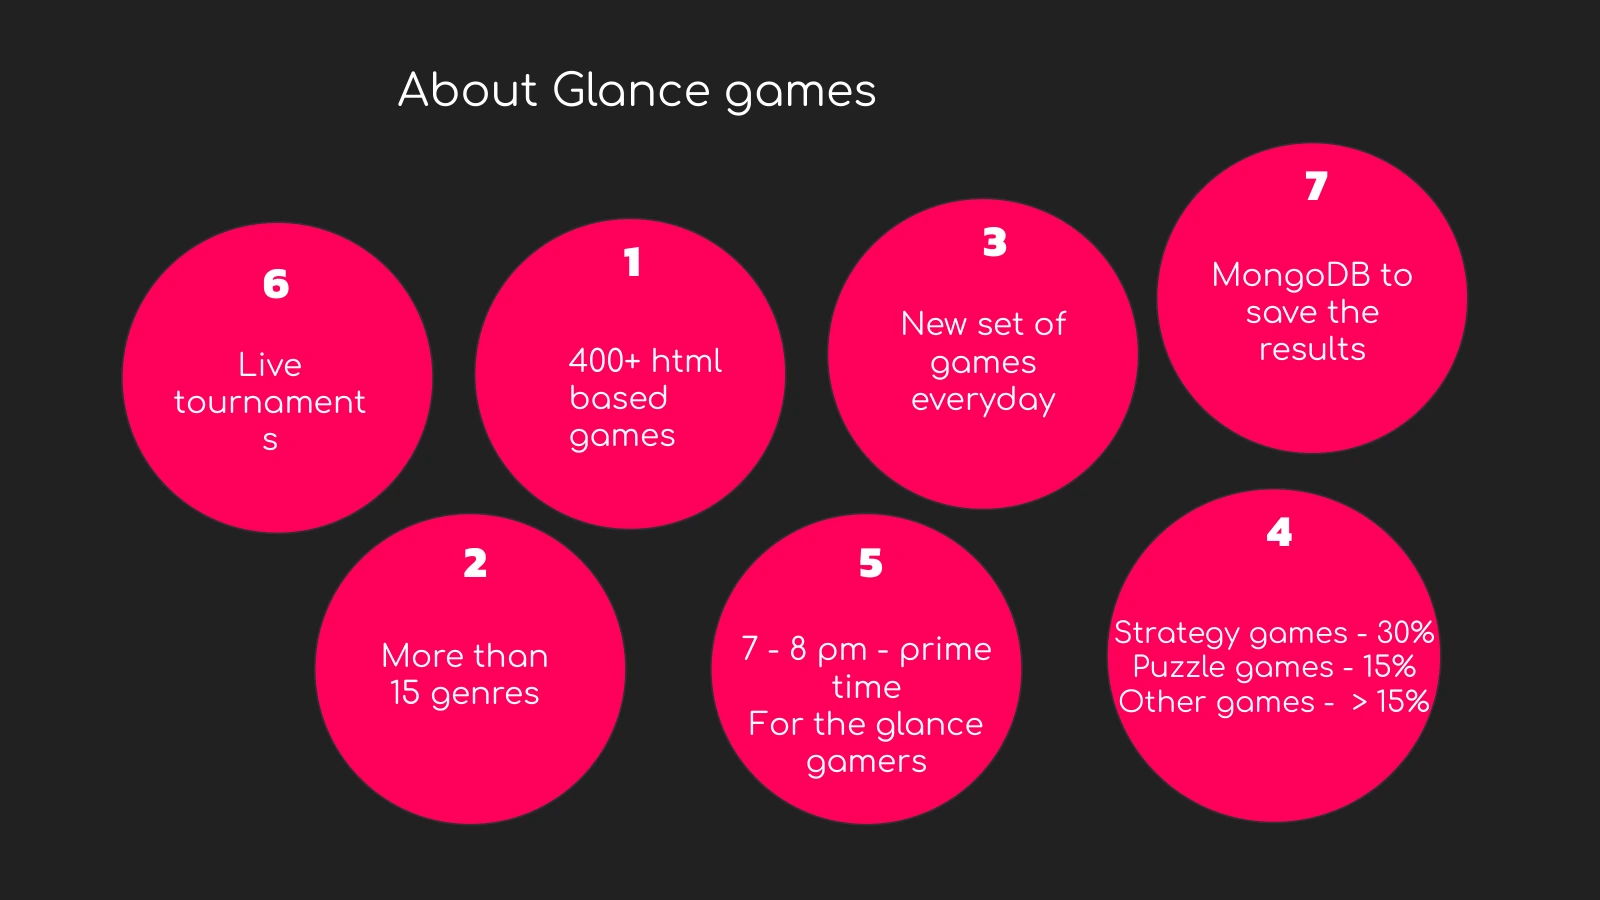 About Glance games
6
Live
tournament
s
1
400+ html
based
games
3
New set of
games
everyday
7
MongoDB to
save the
results
2
More than
15 genres
5
7 - 8 pm - prime
time
For the glance
gamers
4
Strategy games - 30%
Puzzle games - 15%
Other games -  > 15%